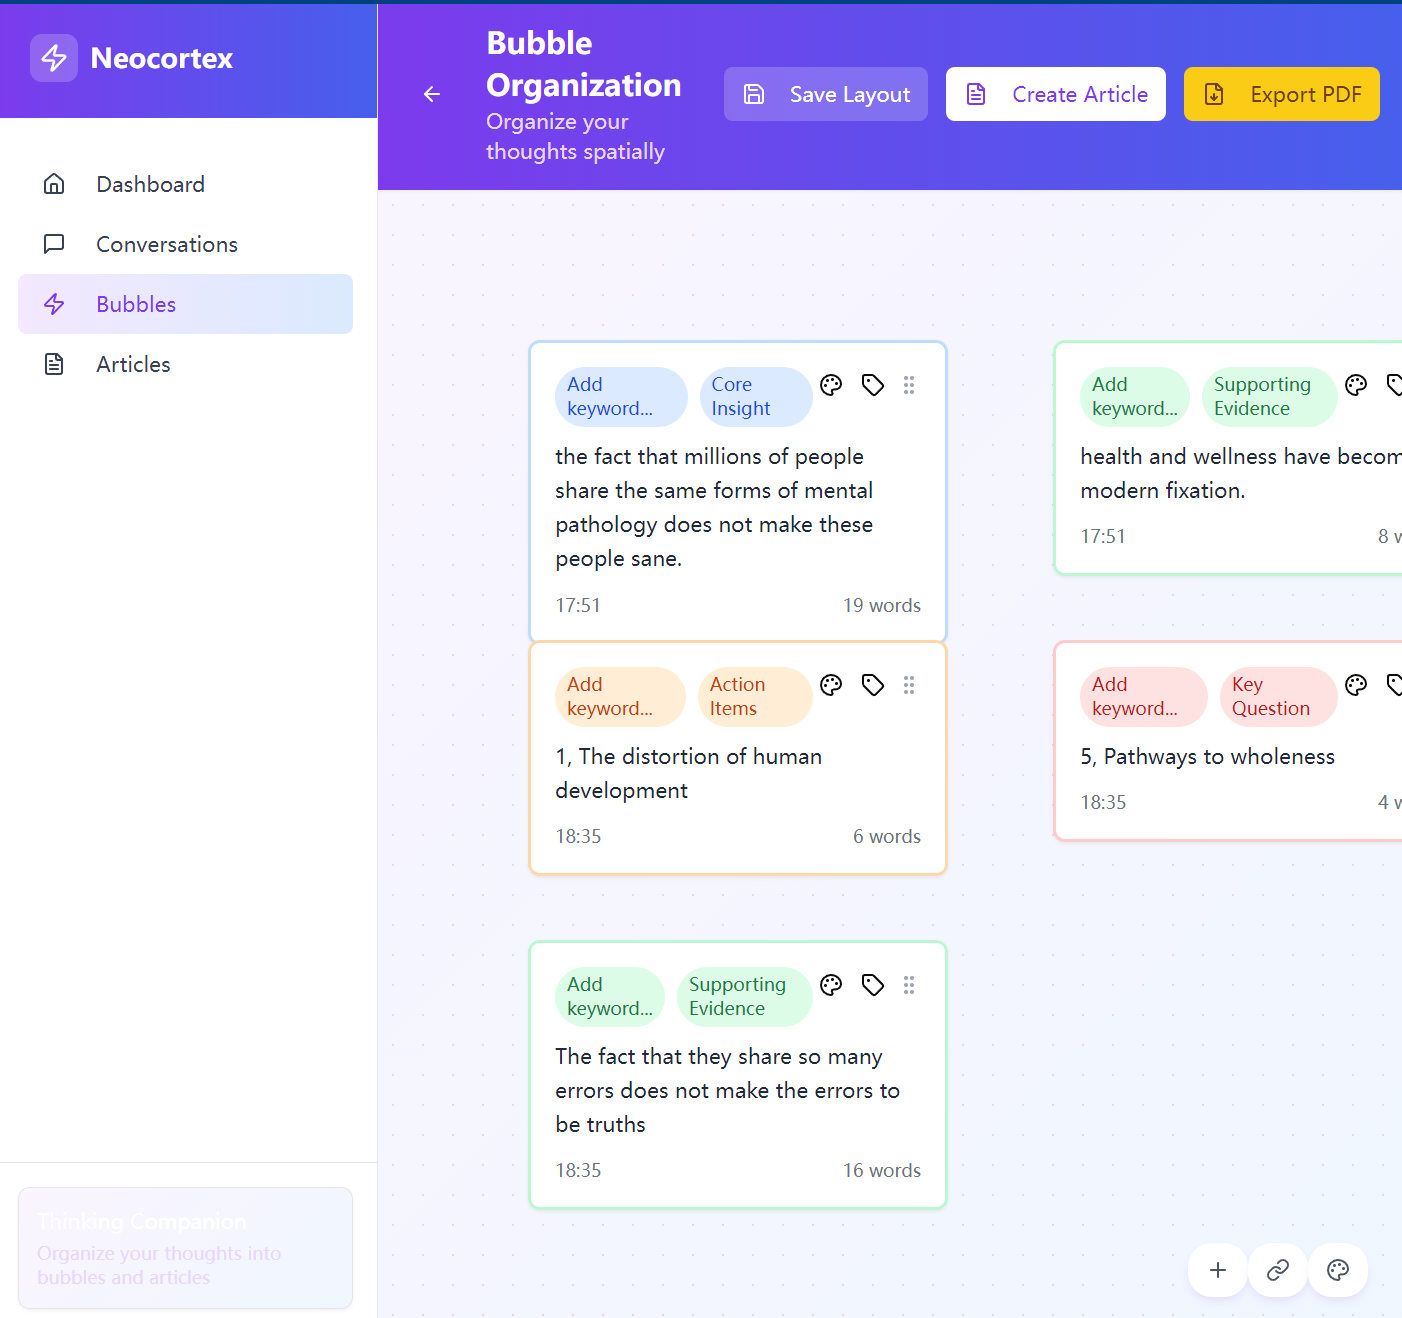 Neocortex
Dashboard
Conversations
Bubbles
Articles
Thinking Companion
Organize your thoughts into
bubbles and articles
Bubble
Organization
Organize your
thoughts spatially
Save Layout
Create Article
Export PDF
Add
keyword...
Core
Insight
the fact that millions of people
share the same forms of mental
pathology does not make these
people sane.
17:51
19 words
Add
keyword...
Supporting
Evidence
health and wellness have becom
modern fixation.
17:51
8 w
Add
keyword...
Action
Items
1, The distortion of human
development
18:35
6 words
Add
keyword...
Key
Question
5, Pathways to wholeness
18:35
4 w
Add
keyword...
Supporting
Evidence
The fact that they share so many
errors does not make the errors to
be truths
18:35
16 words